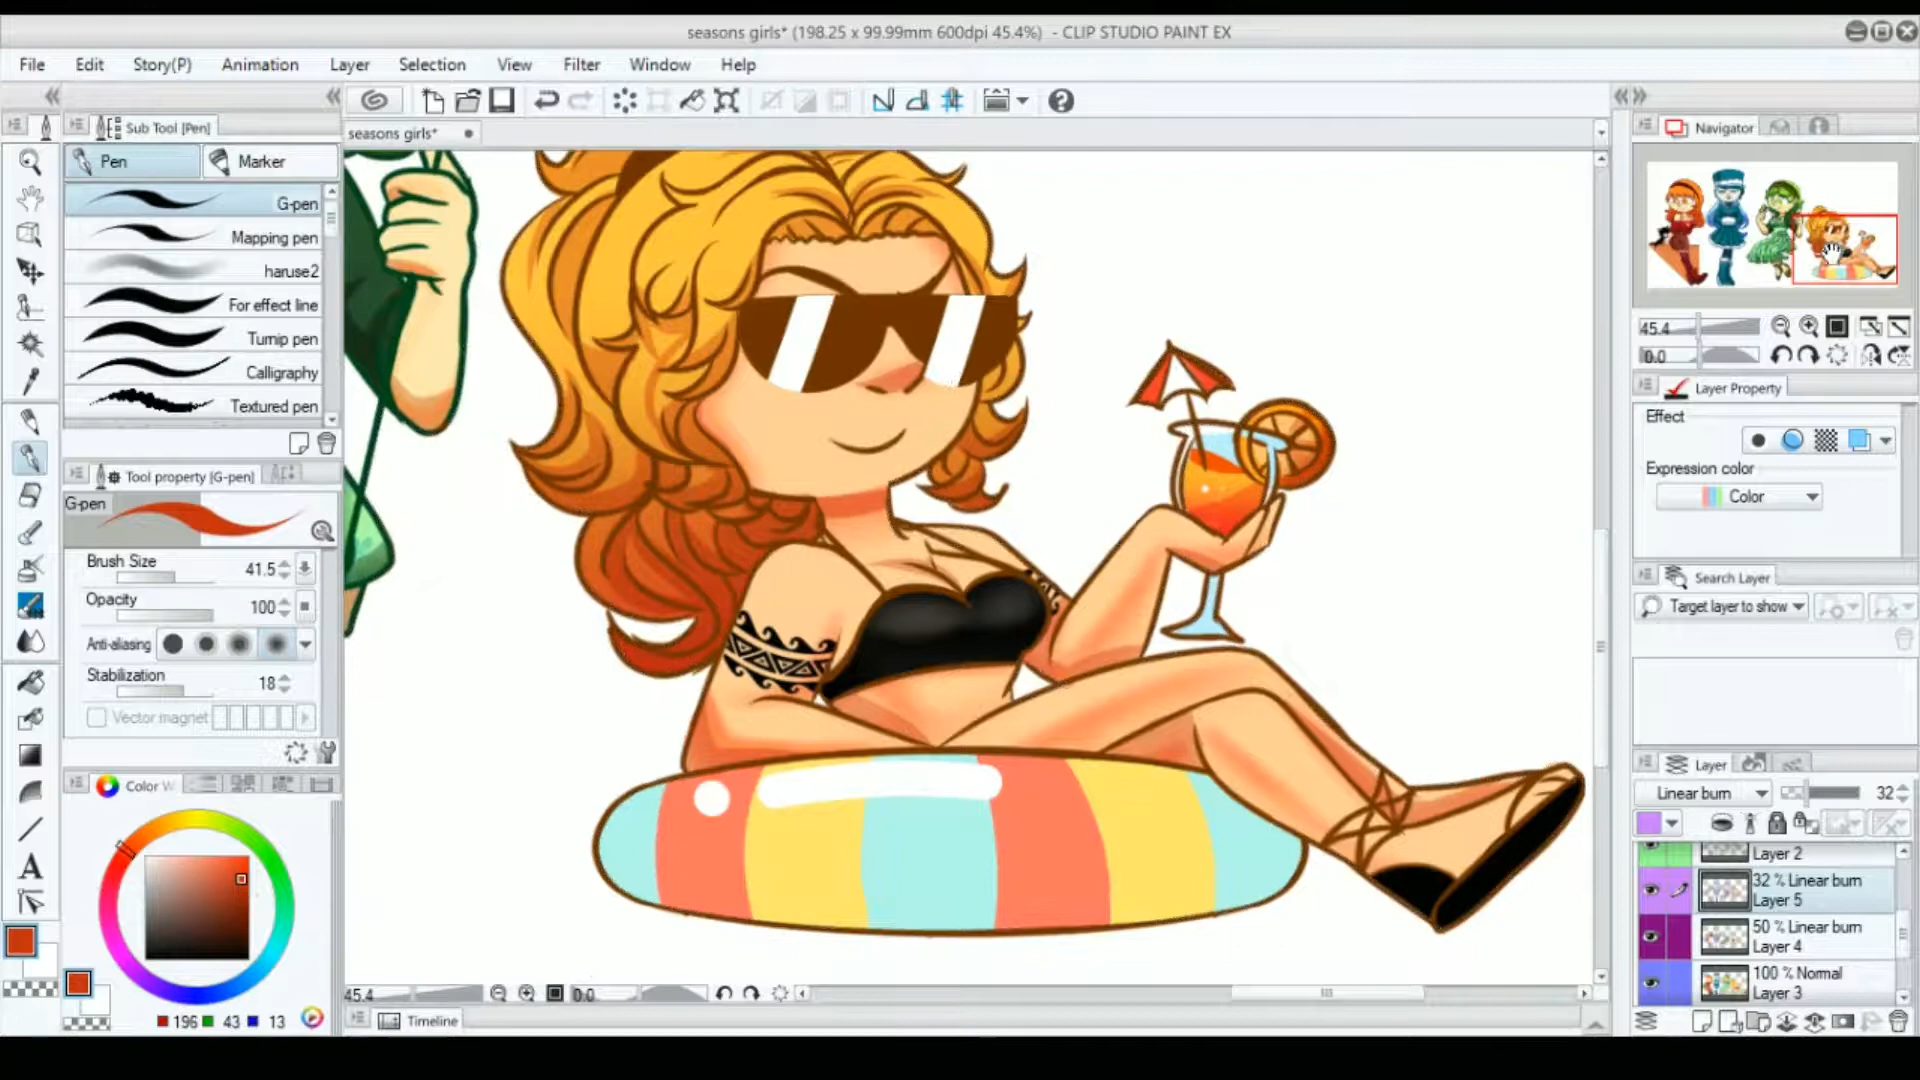 seasons girls* (198.25 x 99.99mm 600dpi 45.4%) - CLIP STUDIO PAINT EX
File Edit Story(P) Animation Layer Selection View Filter Window Help
Sub Tool [Pen]
seasons girls*
Navigator
Pen Marker
G-pen
Mapping pen
haruse2
For effect line
Turnip pen
Calligraphy
Textured pen
Tool property [G-pen]
G-pen
Brush Size 41.5
Opacity 100
Anti-aliasing
Stabilization 18
Vector magnet
Color W
196 43 13
45.4 0.0
Timeline
45.4
0.0
Layer Property
Effect
Expression color
Color
Search Layer
Target layer to show
Layer
Linear burn 32
Layer 2
32 % Linear burn
Layer 5
50 % Linear burn
Layer 4
100 % Normal
Layer 3